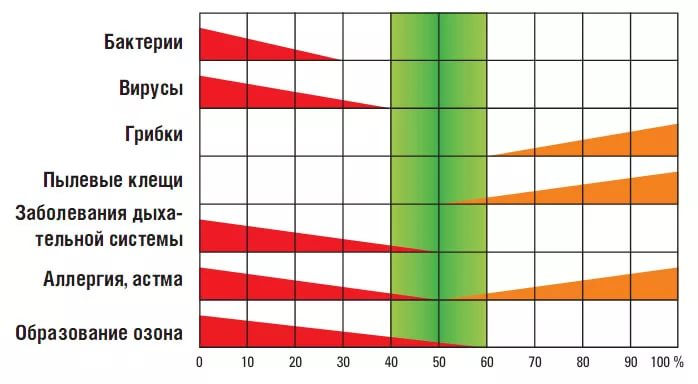 Бактерии
Вирусы
Грибки
Пылевые клещи
Заболевания дыха-
тельной системы
Аллергия, астма
Образование озона
0 10 20 30 40 50 60 70 80 90 100 %